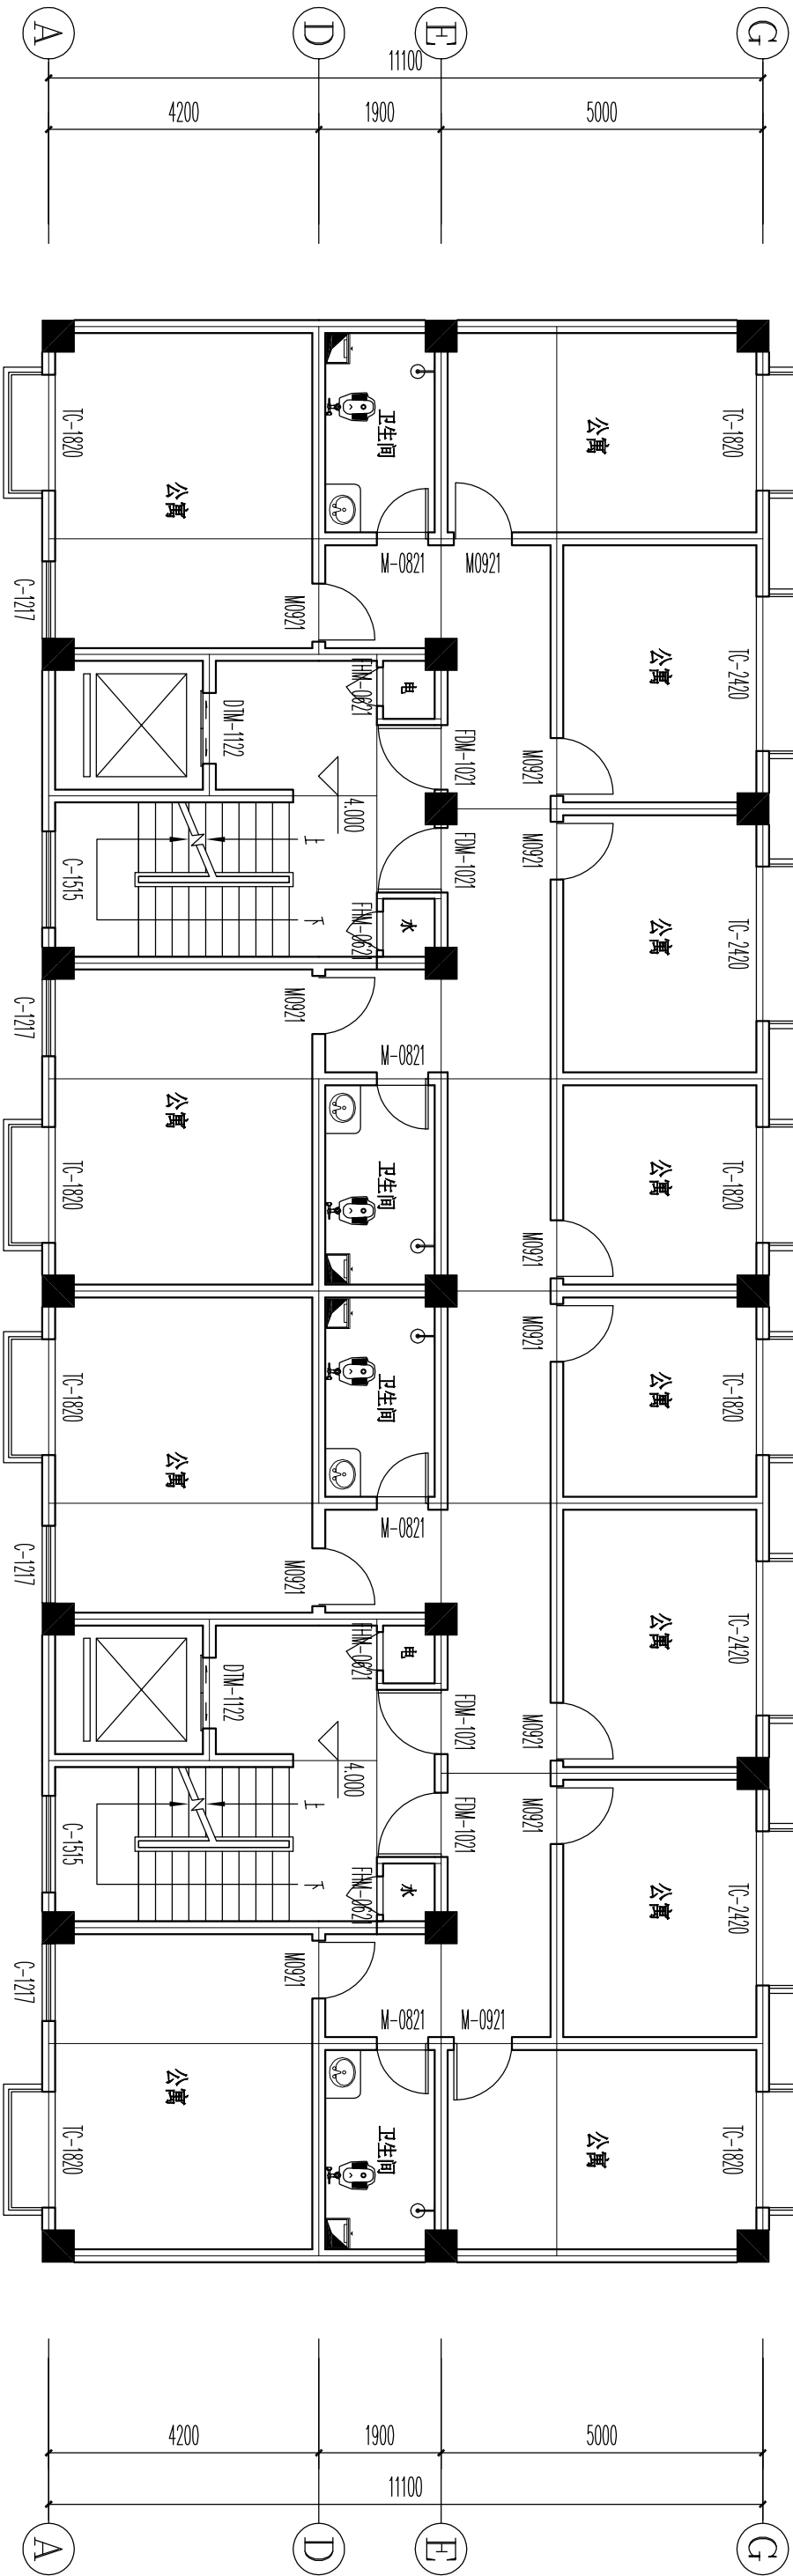 A
D
E
G
11100
4200
1900
5000
TC-1820
公寓
卫生间
公寓
TC-1820
C-1217
M0921
M-0821
M0921
公寓
TC-2420
M0921
DTM-1122
FHM-0621
电
FDM-1021
4.000
上
下
C-1515
FDM-1021
FHM-0621
水
M0921
公寓
TC-2420
C-1217
M0921
M-0821
公寓
TC-1820
卫生间
公寓
TC-1820
M0921
TC-1820
公寓
卫生间
M0921
公寓
TC-1820
C-1217
M0921
M-0821
公寓
TC-2420
M0921
DTM-1122
FHM-0621
电
FDM-1021
4.000
上
下
C-1515
FDM-1021
FHM-0621
水
M0921
公寓
TC-2420
C-1217
M0921
M-0821
M-0921
公寓
TC-1820
卫生间
公寓
TC-1820
4200
1900
5000
11100
A
D
E
G